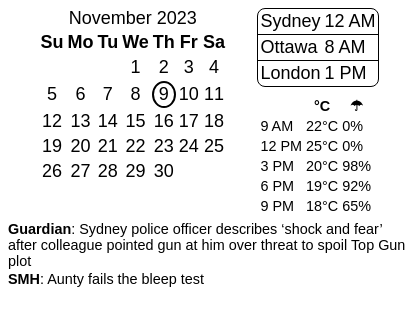 November 2023
Su Mo Tu We Th Fr Sa
1 2 3 4
5 6 7 8 9 10 11
12 13 14 15 16 17 18
19 20 21 22 23 24 25
26 27 28 29 30
Sydney 12 AM
Ottawa 8 AM
London 1 PM
°C ☂
9 AM 22°C 0%
12 PM 25°C 0%
3 PM 20°C 98%
6 PM 19°C 92%
9 PM 18°C 65%
Guardian: Sydney police officer describes ‘shock and fear’
after colleague pointed gun at him over threat to spoil Top Gun
plot
SMH: Aunty fails the bleep test